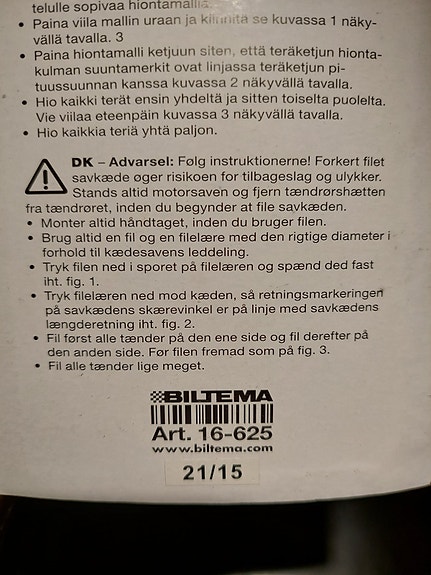 telulle sopivaa hiontamallia.
• Paina viila mallin uraan ja kiinnitä se kuvassa 1 näky-
vällä tavalla. 3
• Paina hiontamalli ketjuun siten, että teräketjun hionta-
kulman suuntamerkit ovat linjassa teräketjun pi-
tuussuunnan kanssa kuvassa 2 näkyvällä tavalla.
• Hio kaikki terät ensin yhdeltä ja sitten toiselta puolelta.
Vie viilaa eteenpäin kuvassa 3 näkyvällä tavalla.
• Hio kaikkia teriä yhtä paljon.
DK – Advarsel: Følg instruktionerne! Forkert filet
savkæde øger risikoen for tilbageslag og ulykker.
Stands altid motorsaven og fjern tændrørshætten
fra tændrøret, inden du begynder at file savkæden.
• Monter altid håndtaget, inden du bruger filen.
• Brug altid en fil og en filelære med den rigtige diameter i
forhold til kædesavens leddeling.
• Tryk filen ned i sporet på filelæren og spænd ded fast
iht. fig. 1.
• Tryk filelæren ned mod kæden, så retningsmarkeringen
på savkædens skærevinkel er på linje med savkædens
længderetning iht. fig. 2.
• Fil først alle tænder på den ene side og fil derefter på
den anden side. Før filen fremad som på fig. 3.
• Fil alle tænder lige meget.
BILTEMA
Art. 16-625
www.biltema.com
21/15